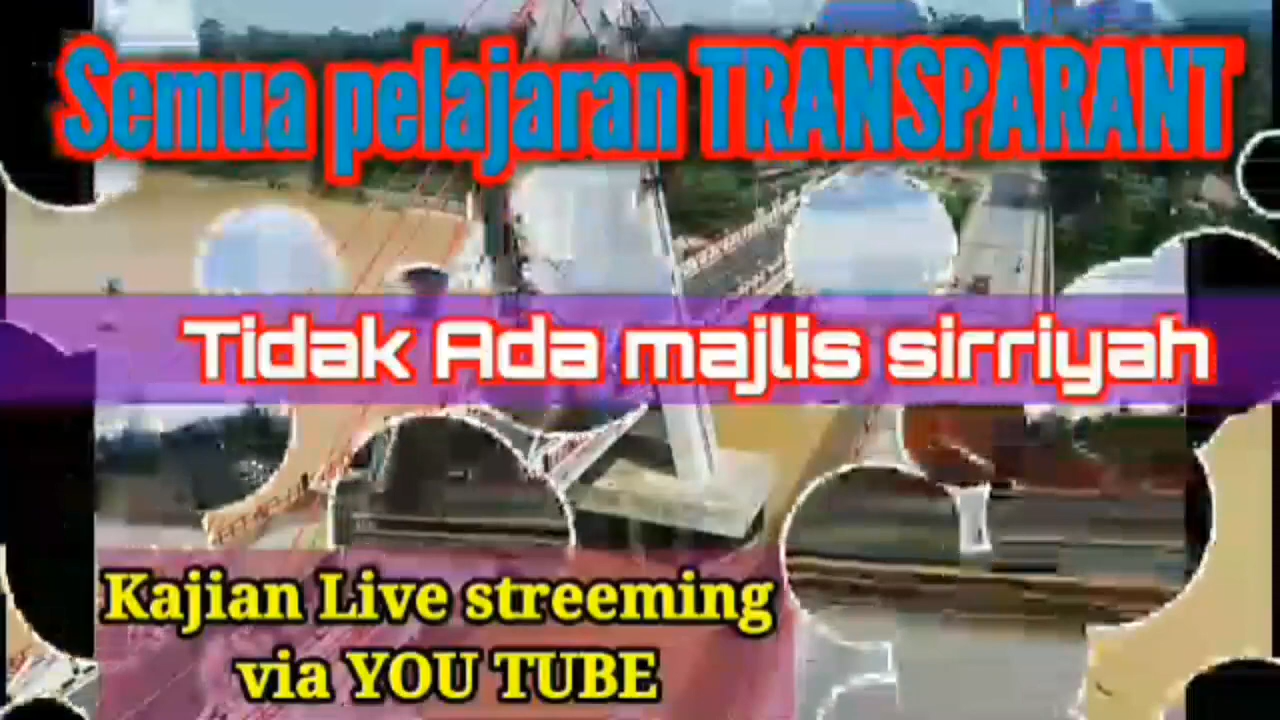 Semua pelajaran TRANSPARANT
Tidak Ada majlis sirriyah
Kajian Live streeming
via YOU TUBE